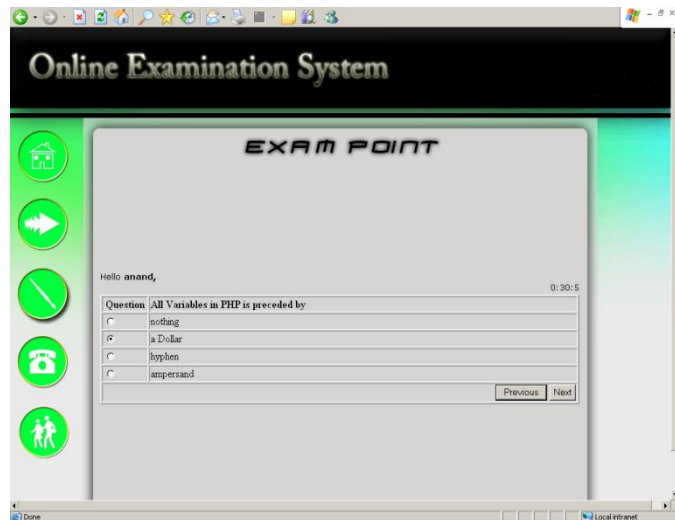 Online Examination System
EXAM POINT
Hello anand,
0:30:5
Question All Variables in PHP is preceded by
nothing
a Dollar
hyphen
ampersand
Previous Next
Done Local intranet